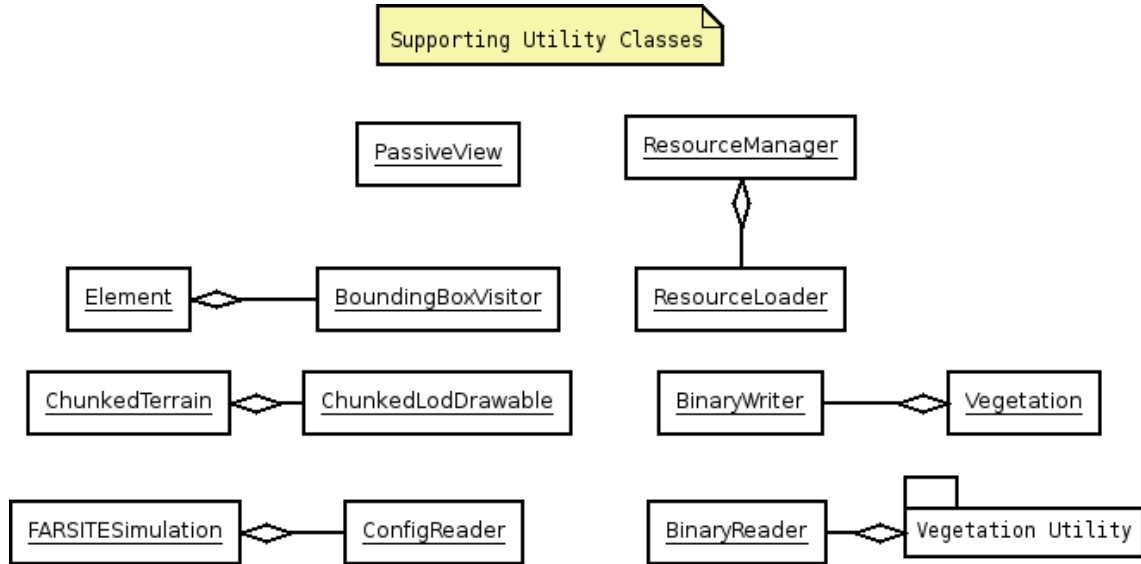 Supporting Utility Classes
PassiveView
ResourceManager
Element
BoundingBoxVisitor
ResourceLoader
ChunkedTerrain
ChunkedLodDrawable
BinaryWriter
Vegetation
FARSITESimulation
ConfigReader
BinaryReader
Vegetation Utility